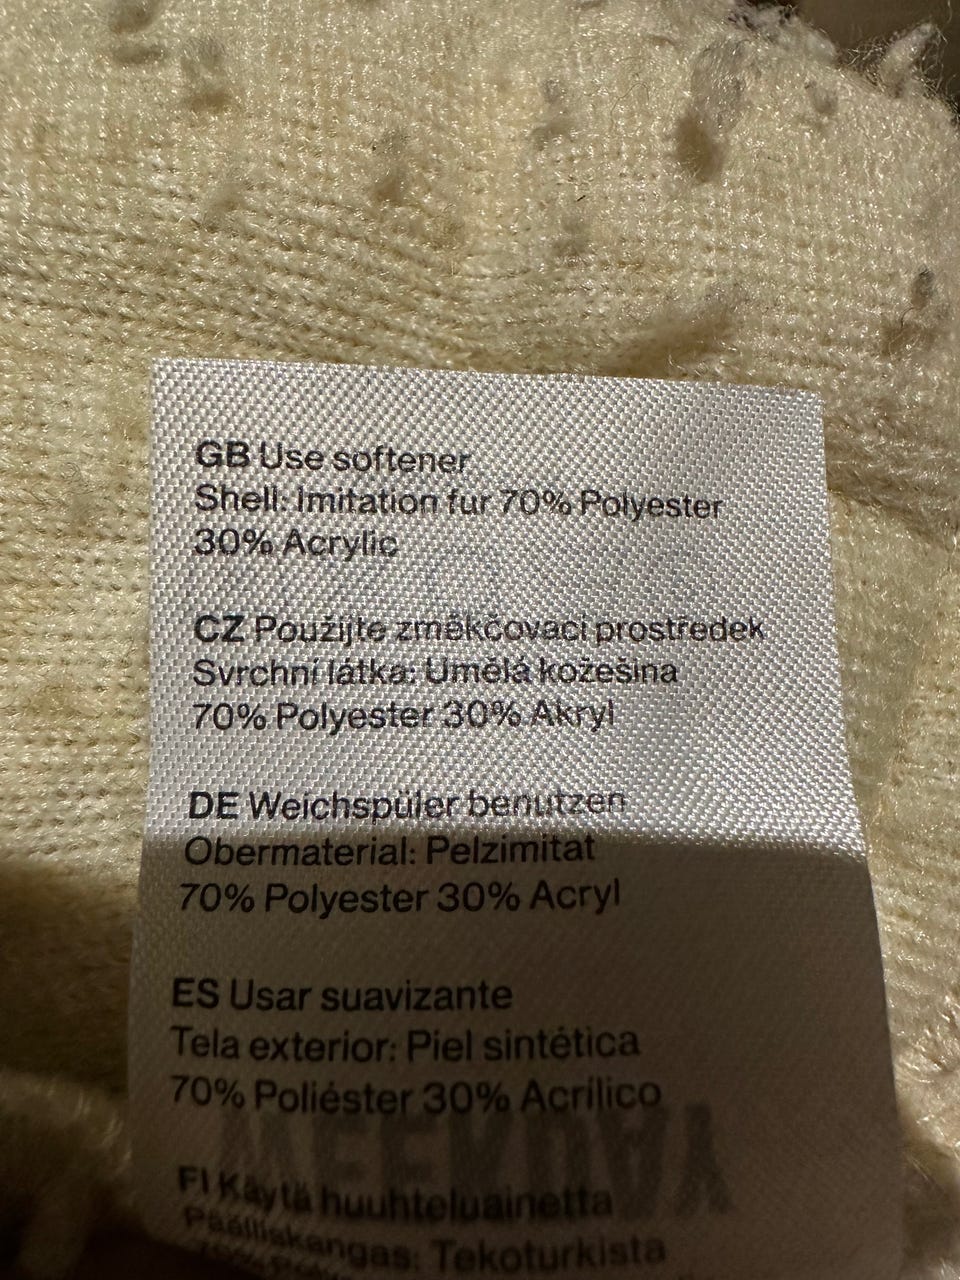 GB Use softener
Shell: Imitation fur 70% Polyester
30% Acrylic
CZ Použijte změkčovací prostředek
Svrchní látka: Umělá kožešina
70% Polyester 30% Akryl
DE Weichspüler benutzen
Obermaterial: Pelzimitat
70% Polyester 30% Acryl
ES Usar suavizante
Tela exterior: Piel sintética
70% Poliéster 30% Acrílico
WEEKDAY
FI Käytä huuhteluainetta
Päälliskangas: Tekoturkista
70%